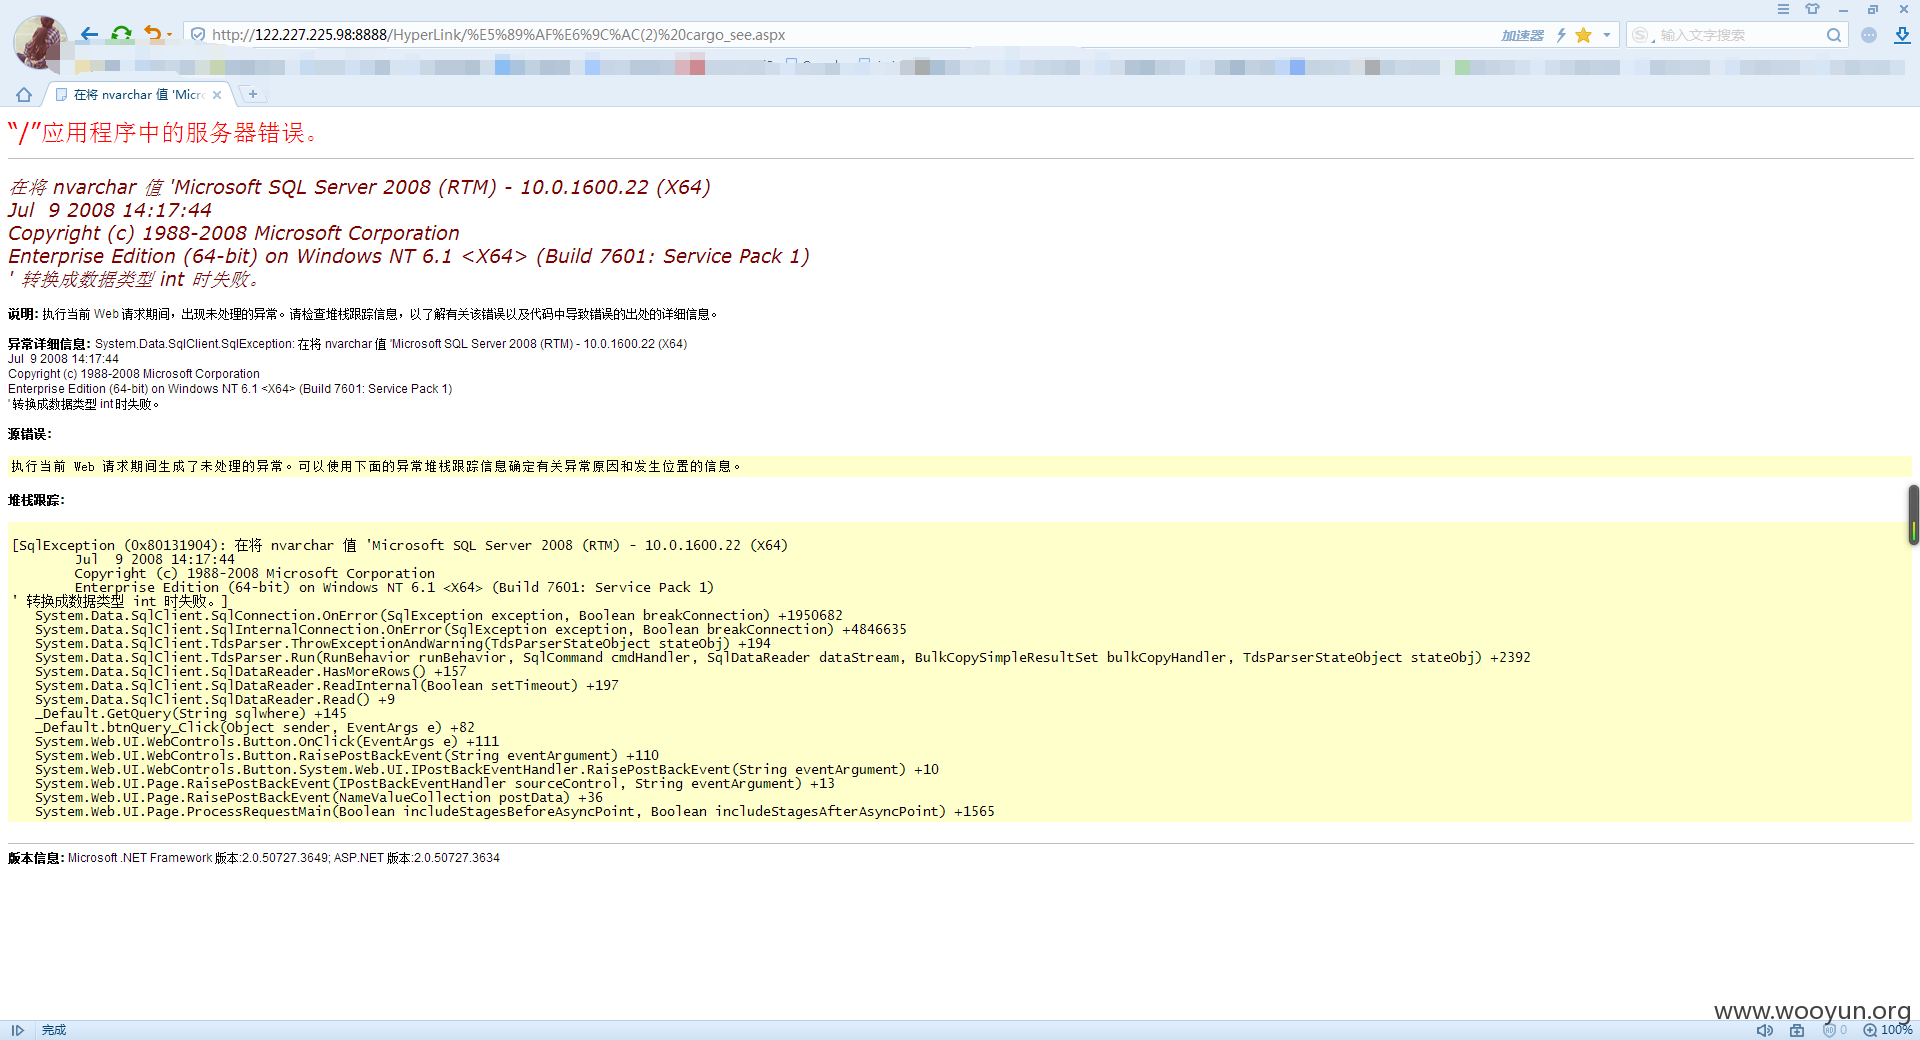 http://122.227.225.98:8888/HyperLink/%E5%89%AF%E6%9C%AC(2)%20cargo_see.aspx
加速器
输入文字搜索
在将 nvarchar 值 'Micr
“/”应用程序中的服务器错误。
在将 nvarchar 值 'Microsoft SQL Server 2008 (RTM) - 10.0.1600.22 (X64)
Jul 9 2008 14:17:44
Copyright (c) 1988-2008 Microsoft Corporation
Enterprise Edition (64-bit) on Windows NT 6.1 <X64> (Build 7601: Service Pack 1)
' 转换成数据类型 int 时失败。
说明: 执行当前 Web 请求期间，出现未处理的异常。请检查堆栈跟踪信息，以了解有关该错误以及代码中导致错误的出处的详细信息。
异常详细信息: System.Data.SqlClient.SqlException: 在将 nvarchar 值 'Microsoft SQL Server 2008 (RTM) - 10.0.1600.22 (X64)
Jul 9 2008 14:17:44
Copyright (c) 1988-2008 Microsoft Corporation
Enterprise Edition (64-bit) on Windows NT 6.1 <X64> (Build 7601: Service Pack 1)
' 转换成数据类型 int 时失败。
源错误:
执行当前 Web 请求期间生成了未处理的异常。可以使用下面的异常堆栈跟踪信息确定有关异常原因和发生位置的信息。
堆栈跟踪:
[SqlException (0x80131904): 在将 nvarchar 值 'Microsoft SQL Server 2008 (RTM) - 10.0.1600.22 (X64)
Jul 9 2008 14:17:44
Copyright (c) 1988-2008 Microsoft Corporation
Enterprise Edition (64-bit) on Windows NT 6.1 <X64> (Build 7601: Service Pack 1)
' 转换成数据类型 int 时失败。]
System.Data.SqlClient.SqlConnection.OnError(SqlException exception, Boolean breakConnection) +1950682
System.Data.SqlClient.SqlInternalConnection.OnError(SqlException exception, Boolean breakConnection) +4846635
System.Data.SqlClient.TdsParser.ThrowExceptionAndWarning(TdsParserStateObject stateObj) +194
System.Data.SqlClient.TdsParser.Run(RunBehavior runBehavior, SqlCommand cmdHandler, SqlDataReader dataStream, BulkCopySimpleResultSet bulkCopyHandler, TdsParserStateObject stateObj) +2392
System.Data.SqlClient.SqlDataReader.HasMoreRows() +157
System.Data.SqlClient.SqlDataReader.ReadInternal(Boolean setTimeout) +197
System.Data.SqlClient.SqlDataReader.Read() +9
_Default.GetQuery(String sqlwhere) +145
_Default.btnQuery_Click(Object sender, EventArgs e) +82
System.Web.UI.WebControls.Button.OnClick(EventArgs e) +111
System.Web.UI.WebControls.Button.RaisePostBackEvent(String eventArgument) +110
System.Web.UI.WebControls.Button.System.Web.UI.IPostBackEventHandler.RaisePostBackEvent(String eventArgument) +10
System.Web.UI.Page.RaisePostBackEvent(IPostBackEventHandler sourceControl, String eventArgument) +13
System.Web.UI.Page.RaisePostBackEvent(NameValueCollection postData) +36
System.Web.UI.Page.ProcessRequestMain(Boolean includeStagesBeforeAsyncPoint, Boolean includeStagesAfterAsyncPoint) +1565
版本信息: Microsoft .NET Framework 版本:2.0.50727.3649; ASP.NET 版本:2.0.50727.3634
www.wooyun.org
完成
0
100%